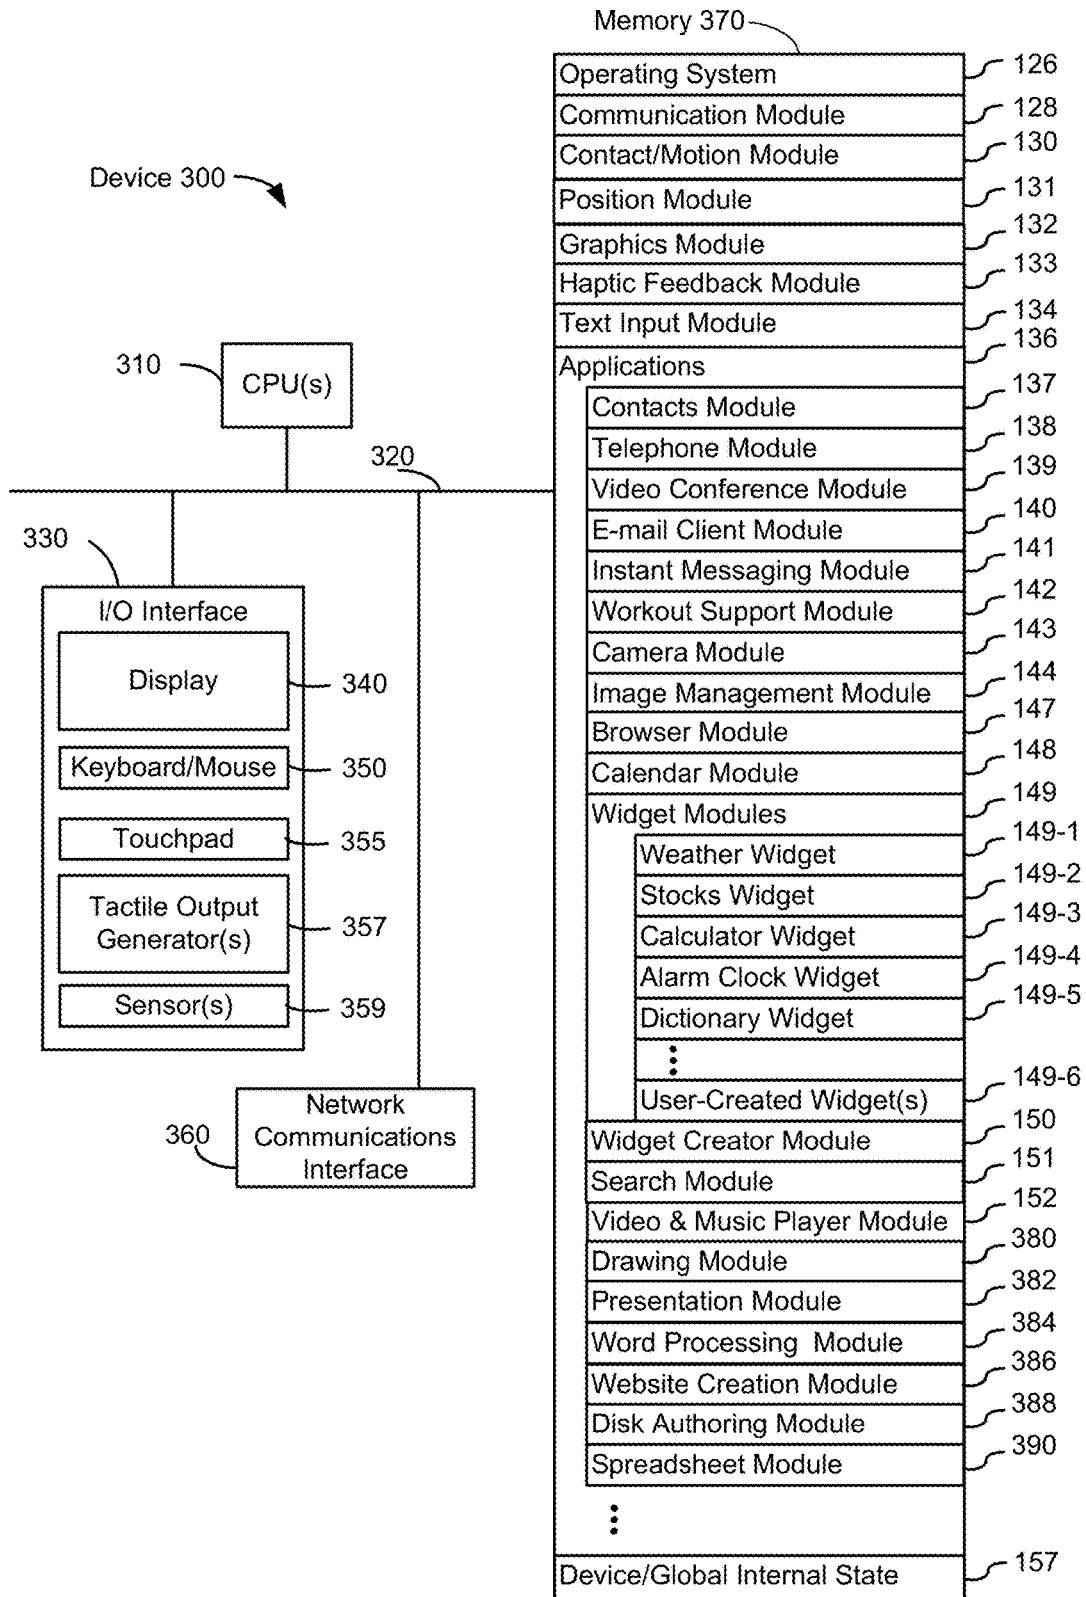 Memory 370
Operating System 126
Communication Module 128
Contact/Motion Module 130
Position Module 131
Graphics Module 132
Haptic Feedback Module 133
Text Input Module 134
Applications 136
Contacts Module 137
Telephone Module 138
Video Conference Module 139
E-mail Client Module 140
Instant Messaging Module 141
Workout Support Module 142
Camera Module 143
Image Management Module 144
Browser Module 147
Calendar Module 148
Widget Modules 149
Weather Widget 149-1
Stocks Widget 149-2
Calculator Widget 149-3
Alarm Clock Widget 149-4
Dictionary Widget 149-5
User-Created Widget(s) 149-6
Widget Creator Module 150
Search Module 151
Video & Music Player Module 152
Drawing Module 380
Presentation Module 382
Word Processing Module 384
Website Creation Module 386
Disk Authoring Module 388
Spreadsheet Module 390
Device/Global Internal State 157
Device 300
310
CPU(s)
320
330
I/O Interface
Display 340
Keyboard/Mouse 350
Touchpad 355
Tactile Output
Generator(s) 357
Sensor(s) 359
360
Network
Communications
Interface